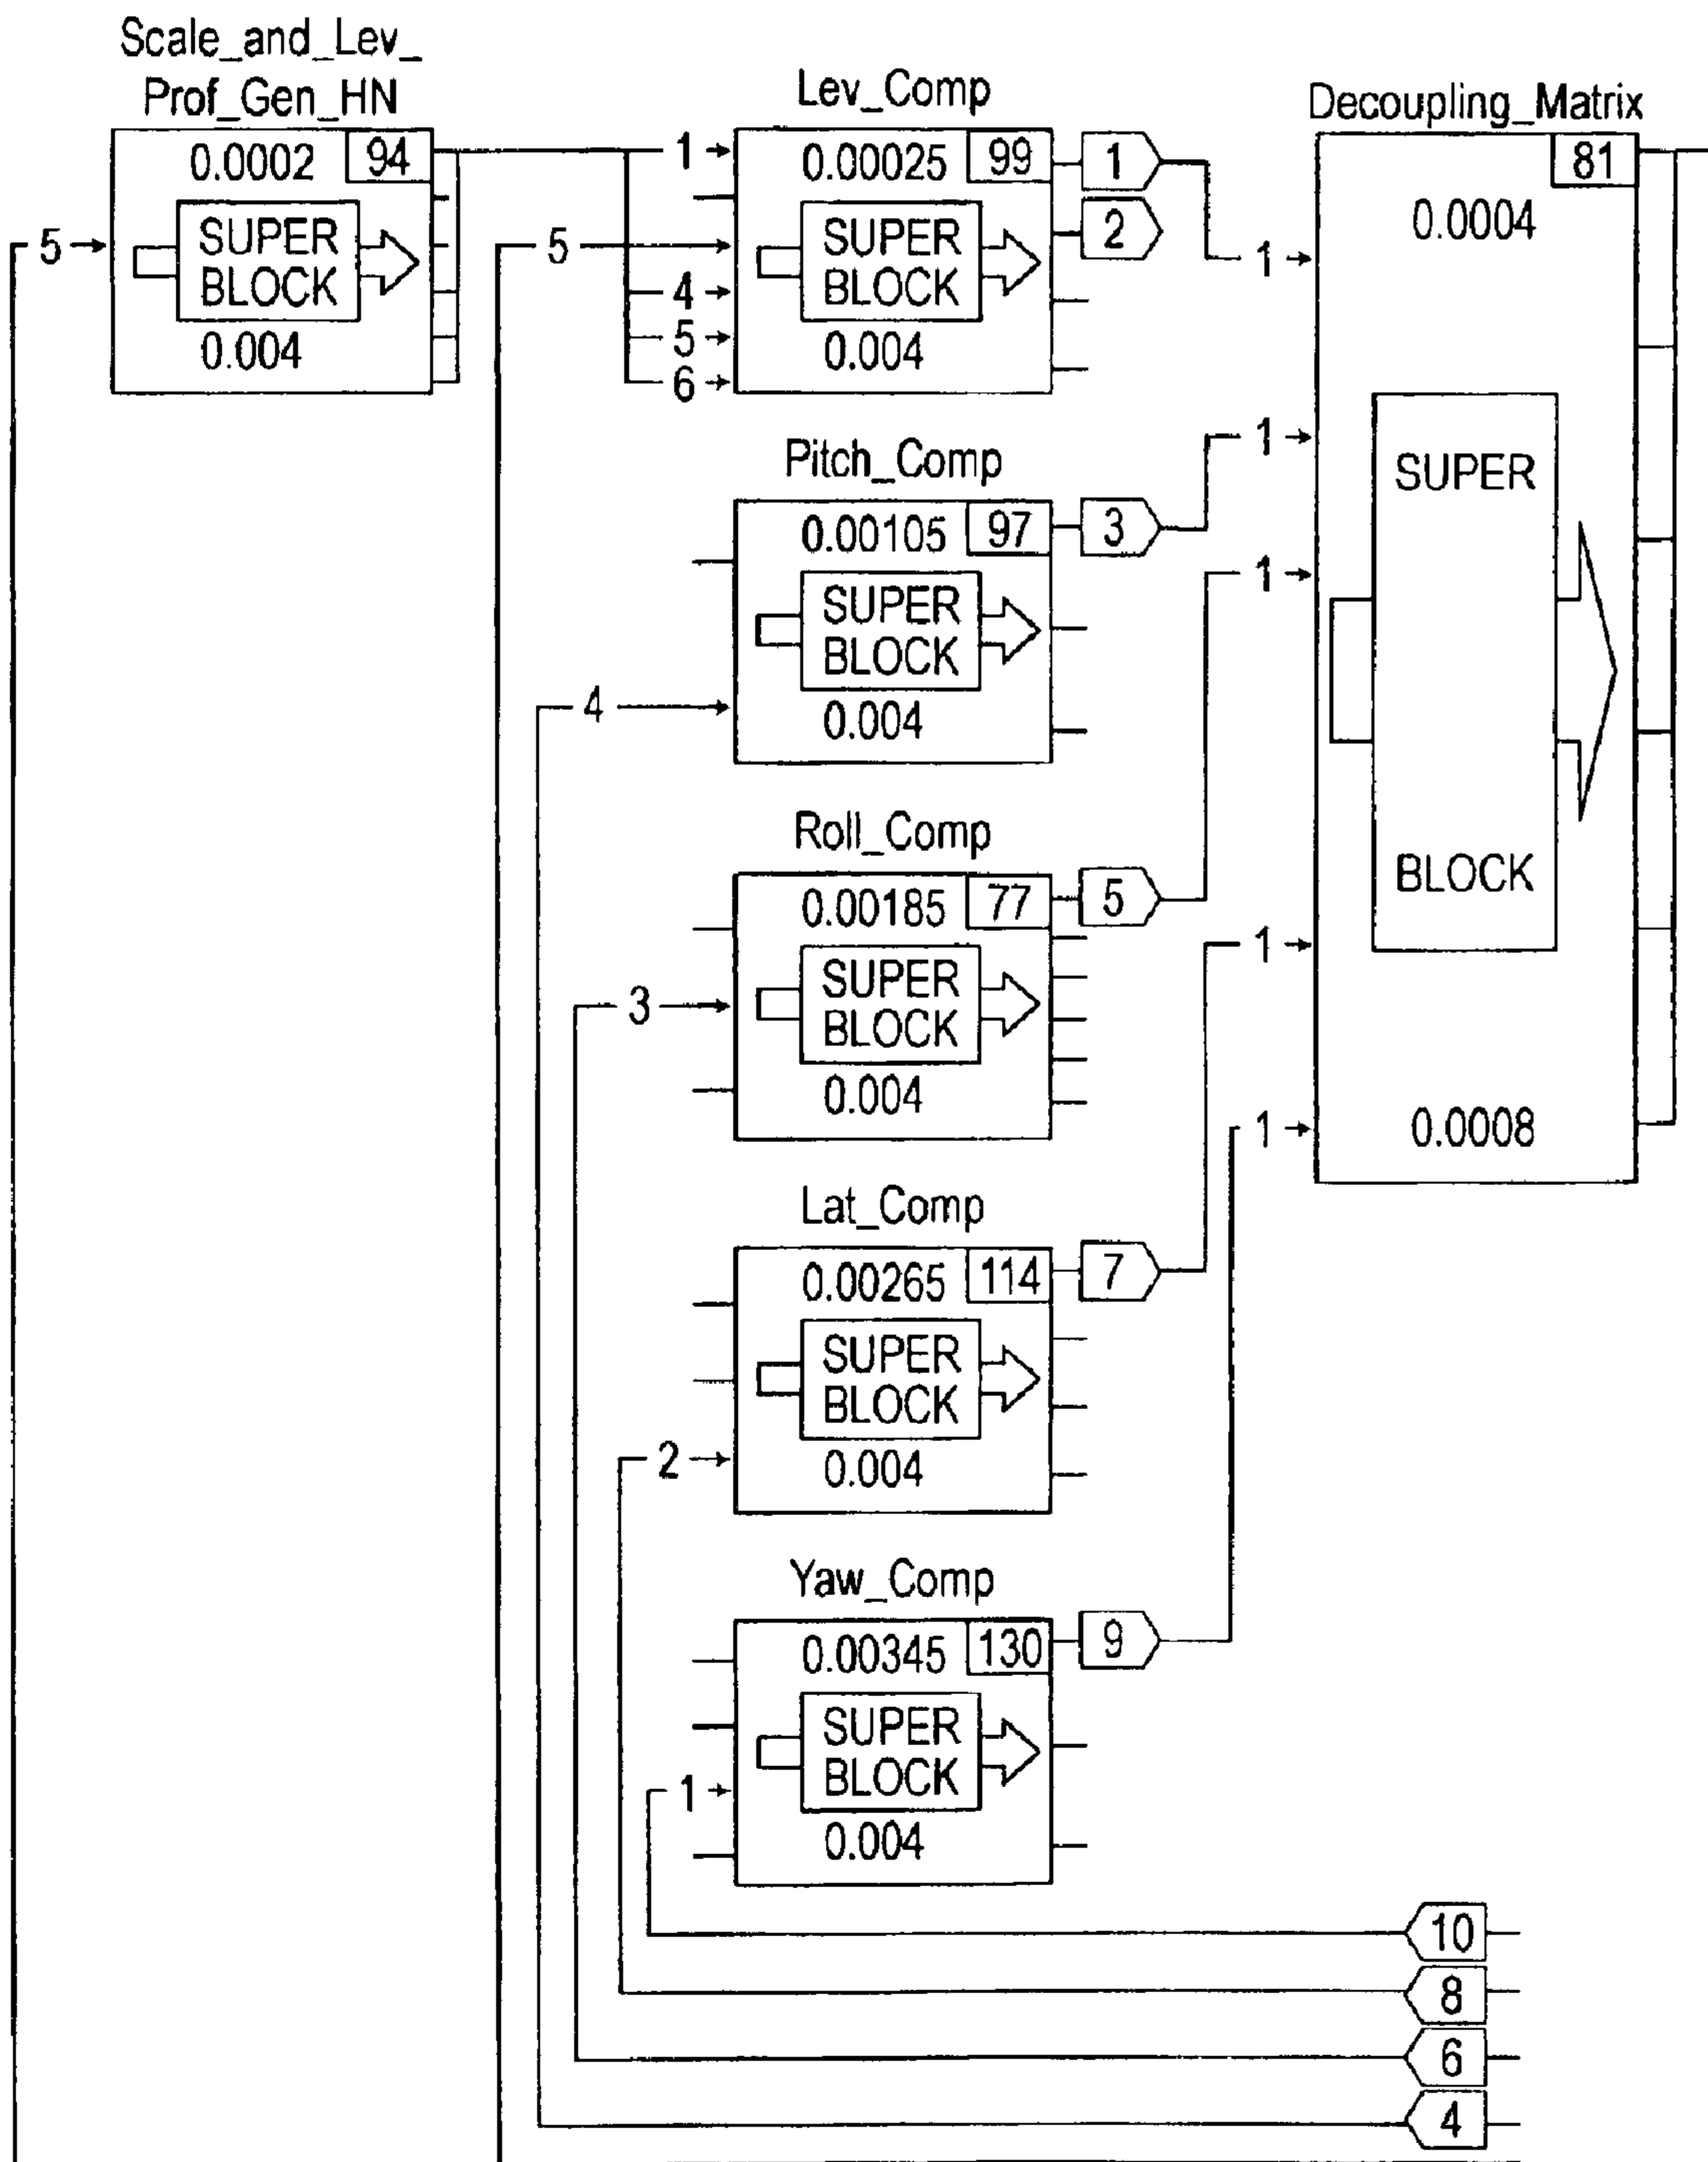 Scale_and_Lev_
Prof_Gen_HN
0.0002 94
5
SUPER
BLOCK
0.004
Lev_Comp
1
0.00025 99
1
2
5
SUPER
BLOCK
4
5
6
0.004
Decoupling_Matrix
81
0.0004
1
1
1
1
1
SUPER
BLOCK
0.0008
Pitch_Comp
0.00105 97
3
SUPER
BLOCK
4
0.004
Roll_Comp
0.00185 77
5
SUPER
BLOCK
3
0.004
Lat_Comp
0.00265 114
7
SUPER
BLOCK
2
0.004
Yaw_Comp
0.00345 130
9
SUPER
BLOCK
1
0.004
10
8
6
4